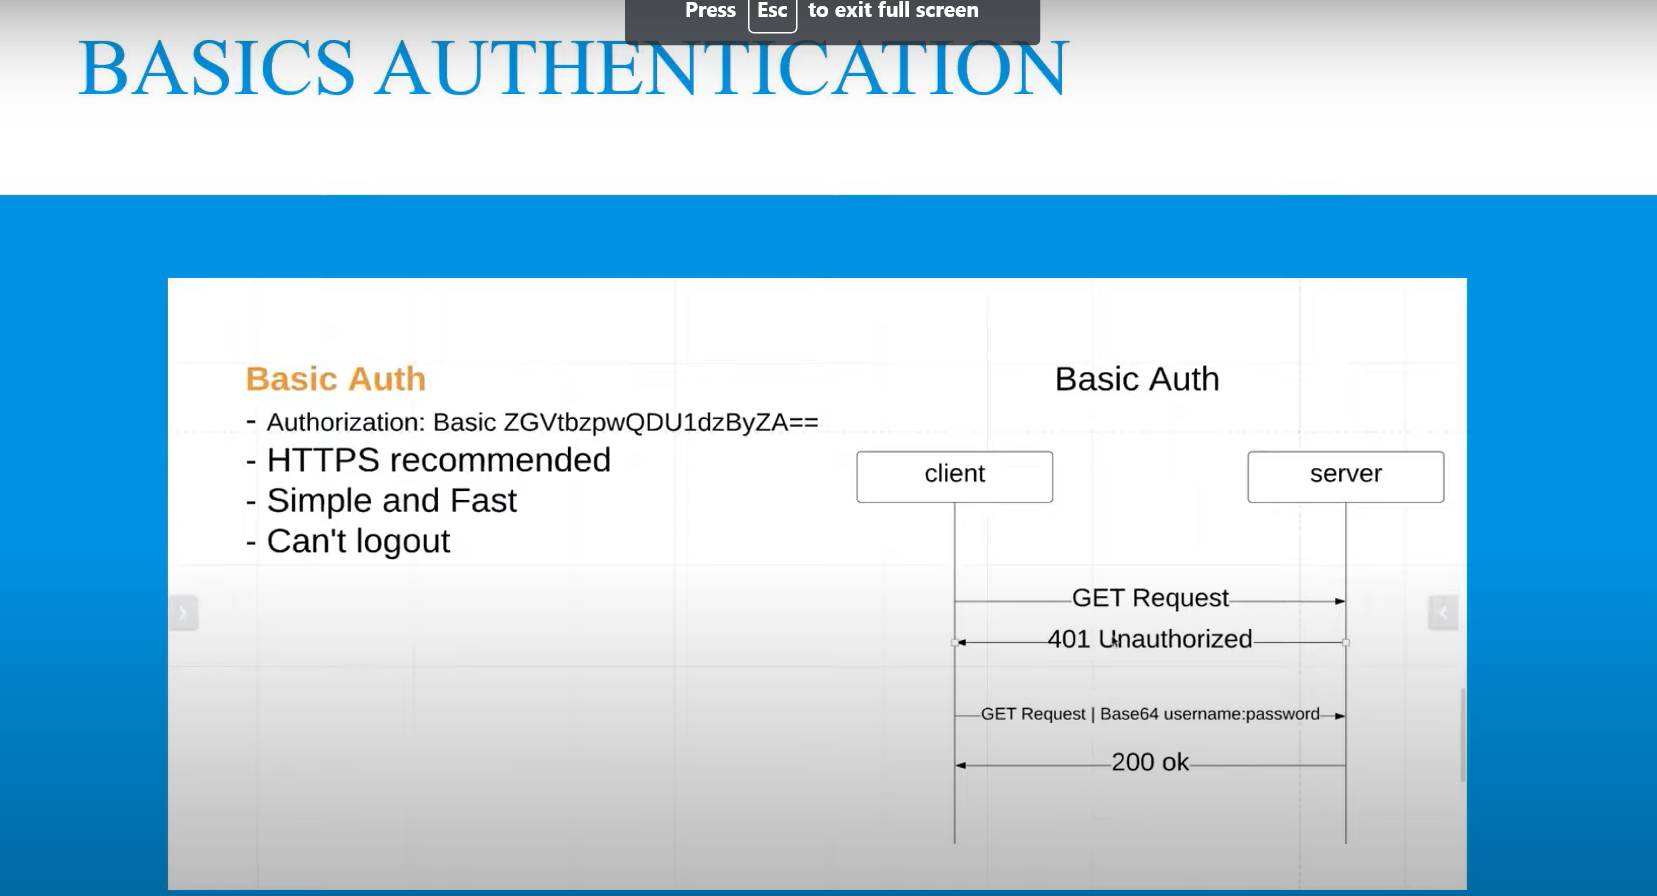 Press Esc to exit full screen
BASICS AUTHENTICATION
Basic Auth
- Authorization: Basic ZGVtbzpwQDU1dzByZA==
- HTTPS recommended
- Simple and Fast
- Can't logout
Basic Auth
client
server
GET Request
401 Unauthorized
GET Request | Base64 username:password
200 ok